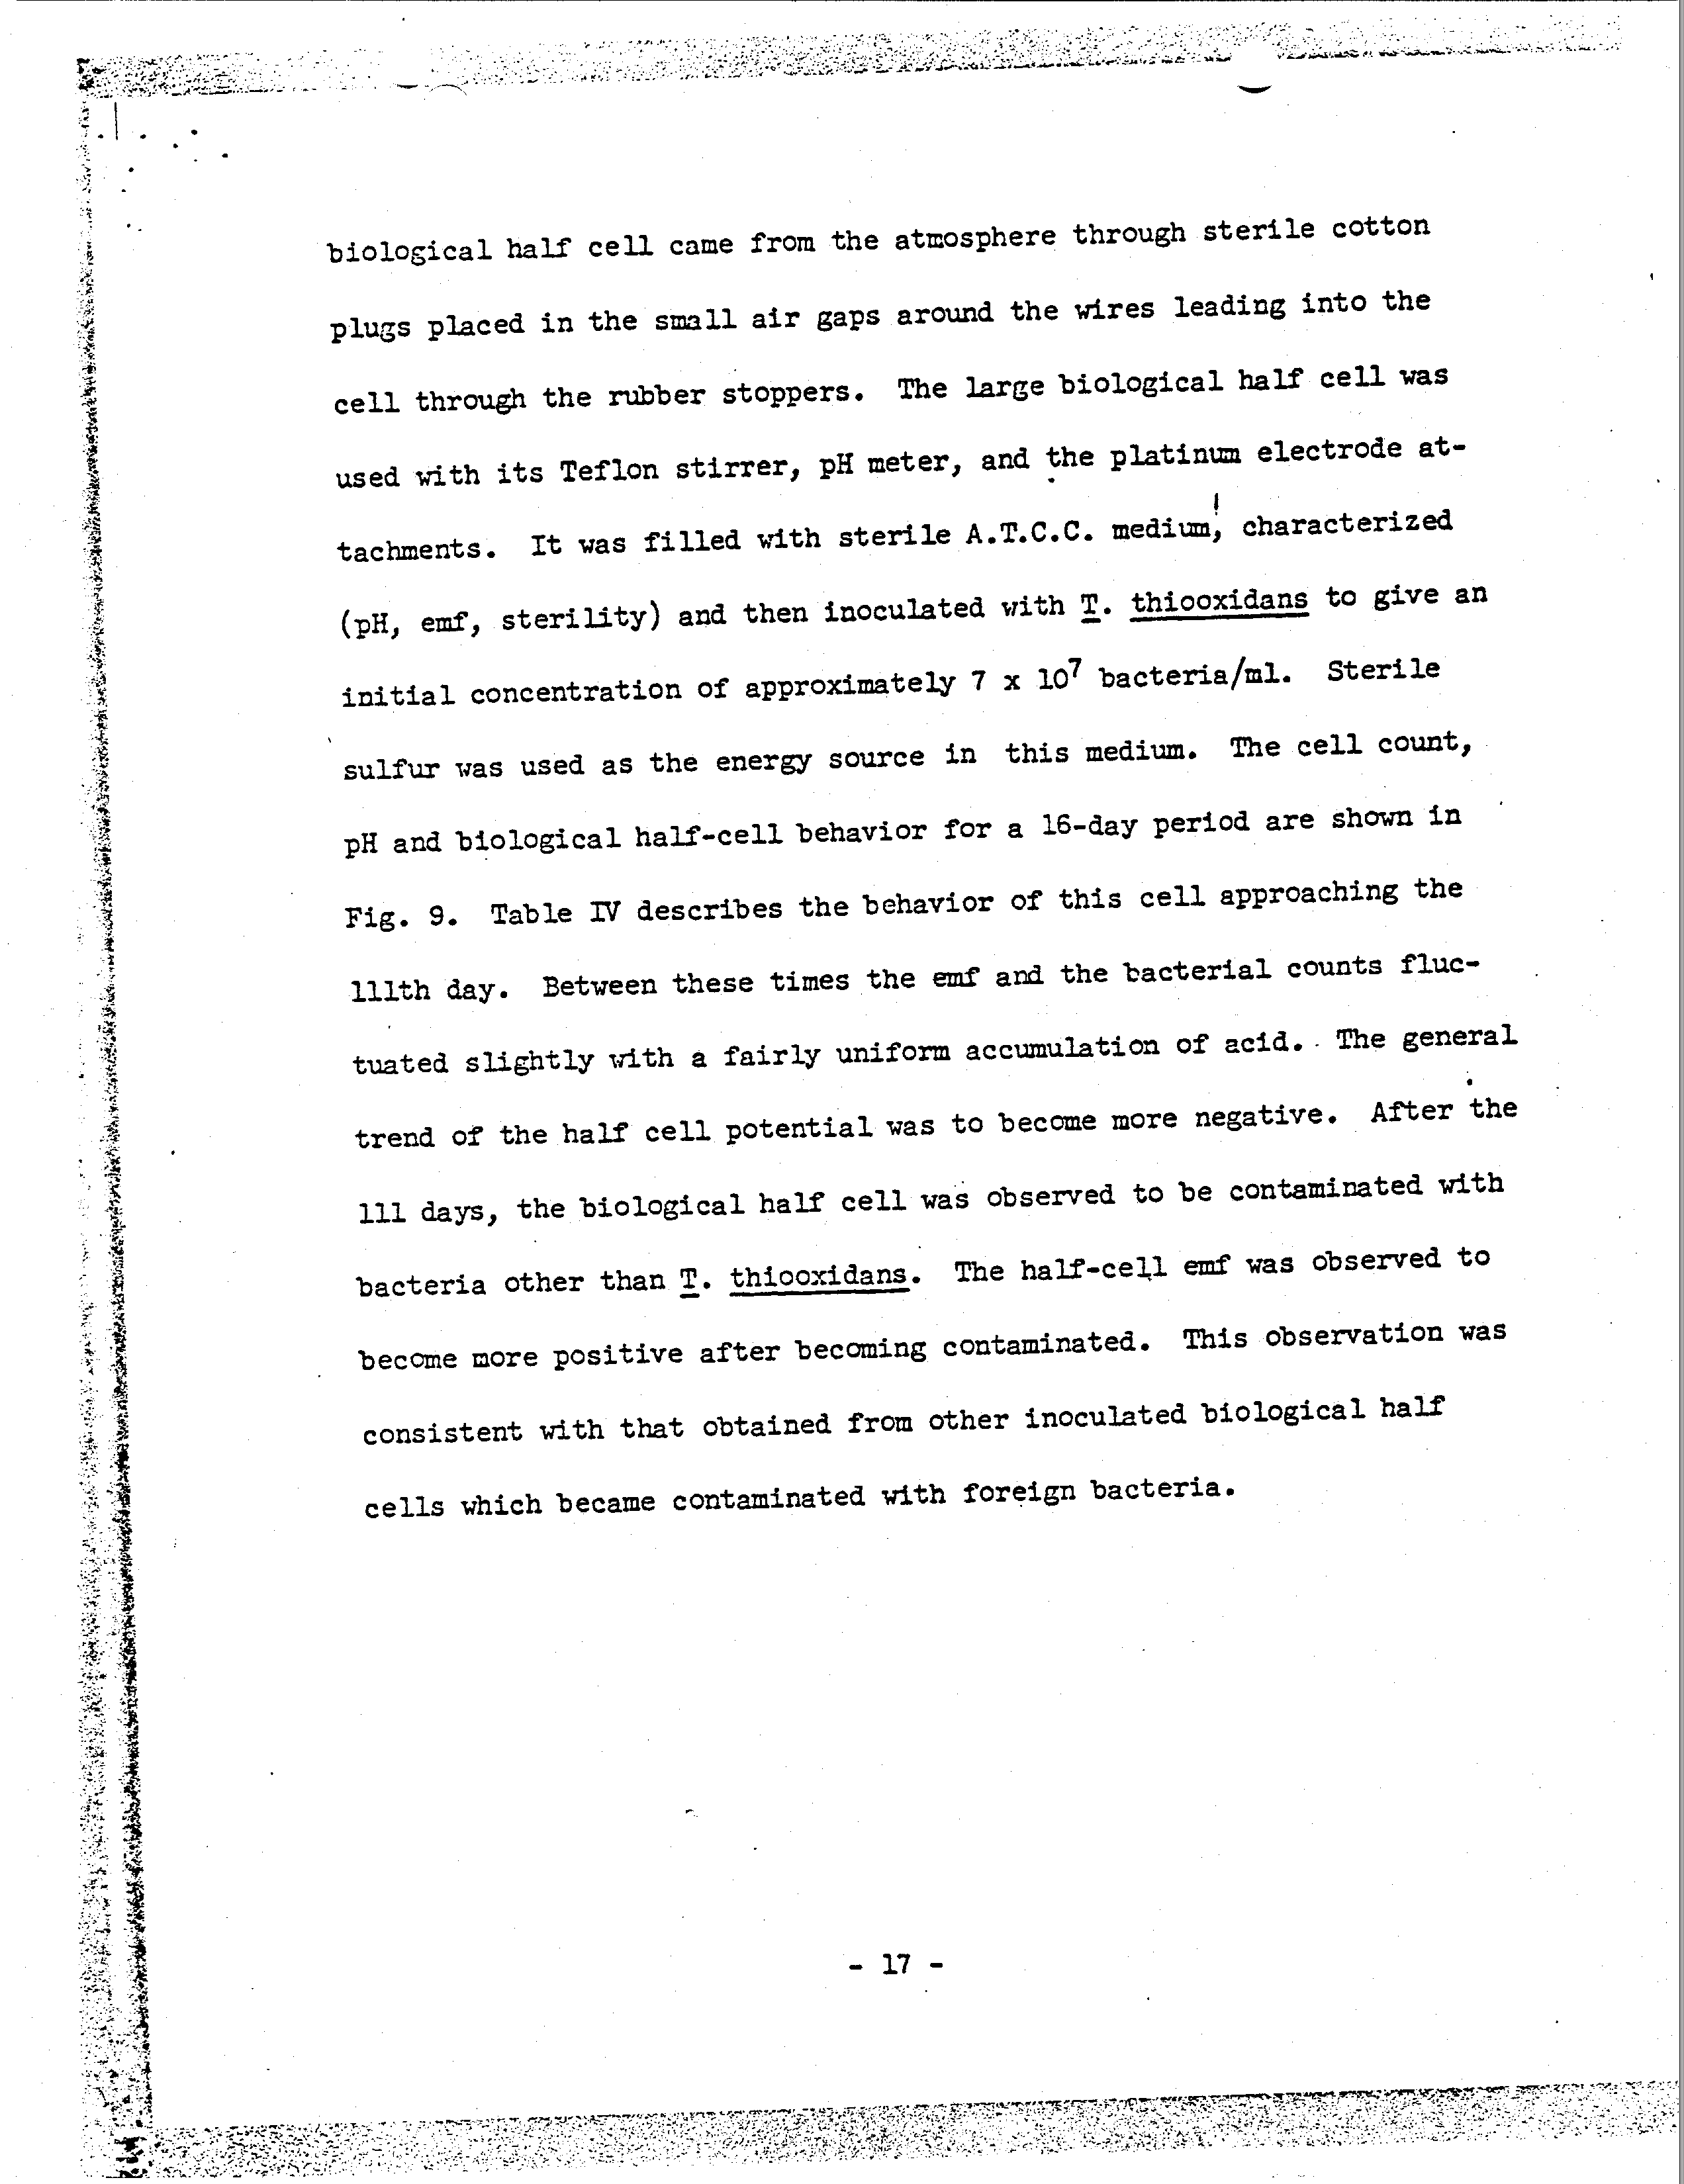 biological half cell came from the atmosphere through sterile cotton
plugs placed in the small air gaps around the wires leading into the
cell through the rubber stoppers. The large biological half cell was
used with its Teflon stirrer, pH meter, and the platinum electrode at-
tachments. It was filled with sterile A.T.C.C. medium, characterized
(pH, emf, sterility) and then inoculated with T. thiooxidans to give an
initial concentration of approximately 7 x 10⁷ bacteria/ml. Sterile
sulfur was used as the energy source in this medium. The cell count,
pH and biological half-cell behavior for a 16-day period are shown in
Fig. 9. Table IV describes the behavior of this cell approaching the
111th day. Between these times the emf and the bacterial counts fluc-
tuated slightly with a fairly uniform accumulation of acid. The general
trend of the half cell potential was to become more negative. After the
111 days, the biological half cell was observed to be contaminated with
bacteria other than T. thiooxidans. The half-cell emf was observed to
become more positive after becoming contaminated. This observation was
consistent with that obtained from other inoculated biological half
cells which became contaminated with foreign bacteria.
- 17 -